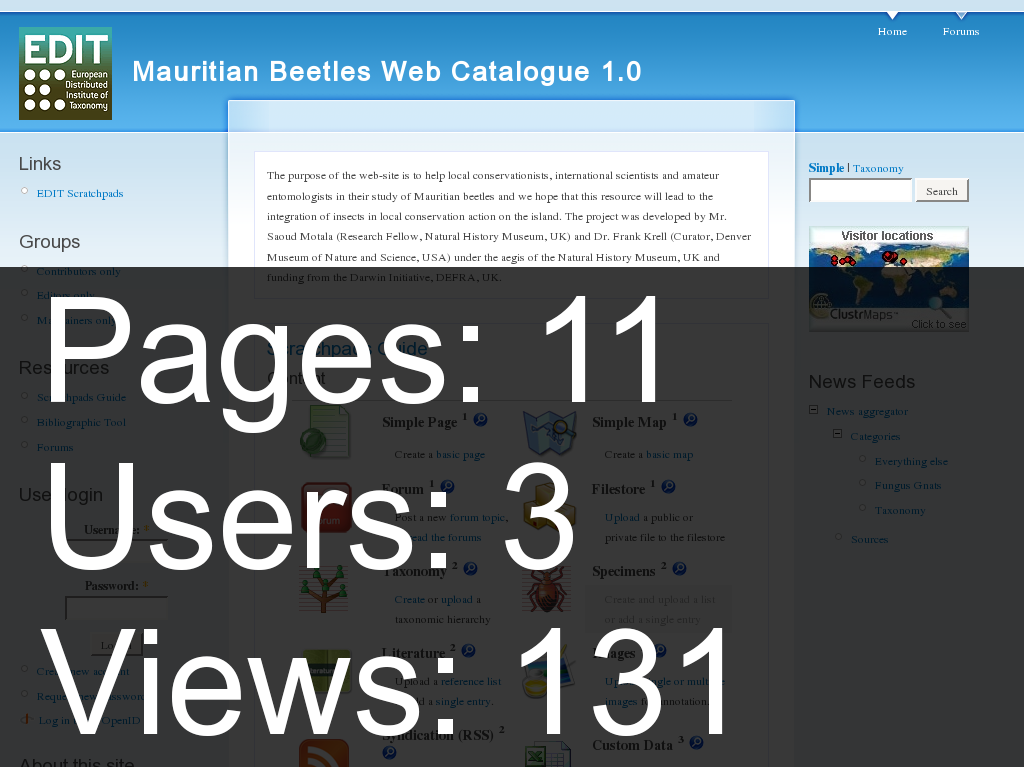 Home
Forums
EDIT
European
Distributed
Institute of
Taxonomy
Mauritian Beetles Web Catalogue 1.0
Links
EDIT Scratchpads
Groups
Contributors only
Editors only
Maintainers only
Resources
Scratchpads Guide
Bibliographic Tool
Forums
User login
Username: *
Password: *
Create new account
Request new password
Log in using OpenID
About this site
The purpose of the web-site is to help local conservationists, international scientists and amateur
entomologists in their study of Mauritian beetles and we hope that this resource will lead to the
integration of insects in local conservation action on the island. The project was developed by Mr.
Saoud Motala (Research Fellow, Natural History Museum, UK) and Dr. Frank Krell (Curator, Denver
Museum of Nature and Science, USA) under the aegis of the Natural History Museum, UK and
funding from the Darwin Initiative, DEFRA, UK.
Scratchpads Guide
Content
Simple Page 1
Create a basic page
Simple Map 1
Create a basic map
Forum 1
Post a new forum topic,
read the forums
Filestore 1
Upload a public or
private file to the filestore
Taxonomy 2
Create or upload a
taxonomic hierarchy
Specimens 2
Create and upload a list
or add a single entry
Literature 2
Upload a reference list
add a single entry.
Images 2
Upload single or multiple
images for annotation.
Syndication (RSS) 2
Custom Data 3
Simple | Taxonomy
Search
Visitor locations
ClustrMaps™
Click to see
News Feeds
News aggregator
Categories
Everything else
Fungus Gnats
Taxonomy
Sources
Pages: 11
Users: 3
Views: 131